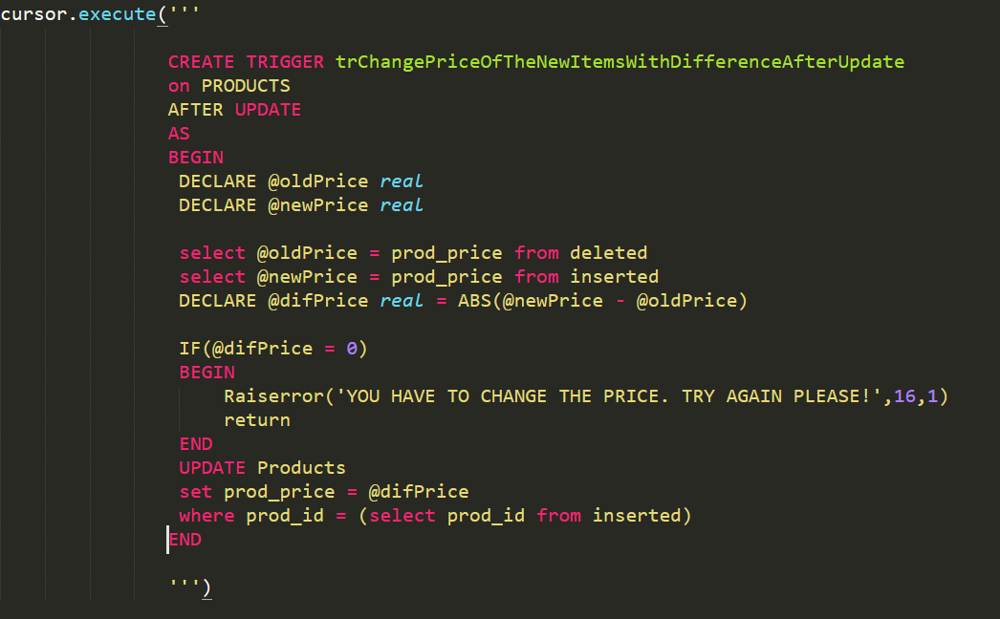 cursor.execute('''
CREATE TRIGGER trChangePriceOfTheNewItemsWithDifferenceAfterUpdate
on PRODUCTS
AFTER UPDATE
AS
BEGIN
DECLARE @oldPrice real
DECLARE @newPrice real
select @oldPrice = prod_price from deleted
select @newPrice = prod_price from inserted
DECLARE @difPrice real = ABS(@newPrice - @oldPrice)
IF(@difPrice = 0)
BEGIN
Raiserror('YOU HAVE TO CHANGE THE PRICE. TRY AGAIN PLEASE!',16,1)
return
END
UPDATE Products
set prod_price = @difPrice
where prod_id = (select prod_id from inserted)
END
''')